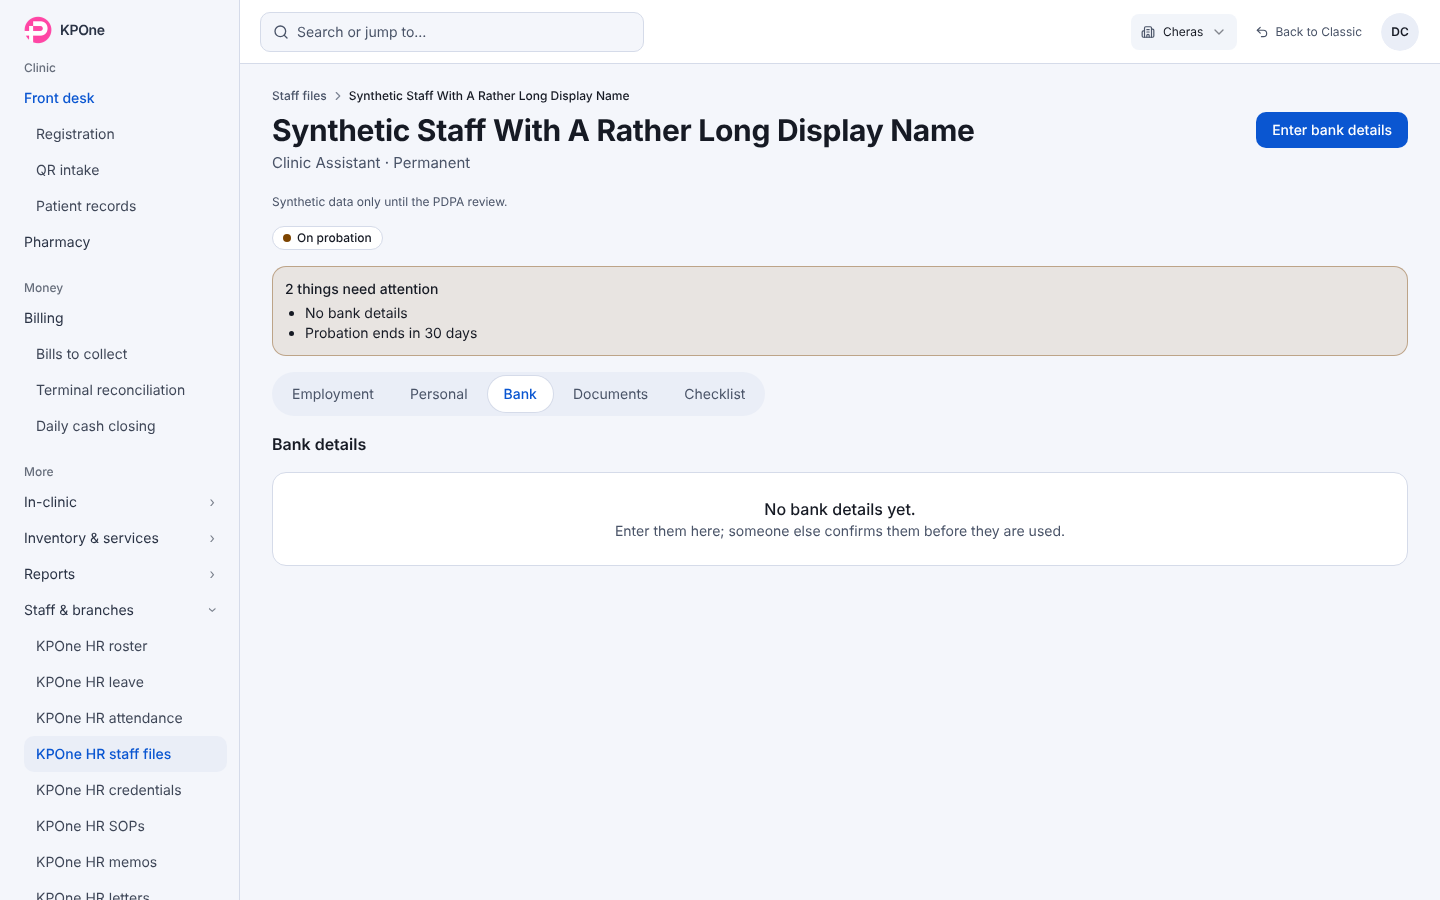 KPOne
Clinic
Front desk
Registration
QR intake
Patient records
Pharmacy
Money
Billing
Bills to collect
Terminal reconciliation
Daily cash closing
More
In-clinic
Inventory & services
Reports
Staff & branches
KPOne HR roster
KPOne HR leave
KPOne HR attendance
KPOne HR staff files
KPOne HR credentials
KPOne HR SOPs
KPOne HR memos
KPOne HR letters
Search or jump to...
Cheras
Back to Classic
DC
Staff files > Synthetic Staff With A Rather Long Display Name
Synthetic Staff With A Rather Long Display Name
Enter bank details
Clinic Assistant · Permanent
Synthetic data only until the PDPA review.
On probation
2 things need attention
• No bank details
• Probation ends in 30 days
Employment Personal Bank Documents Checklist
Bank details
No bank details yet.
Enter them here; someone else confirms them before they are used.